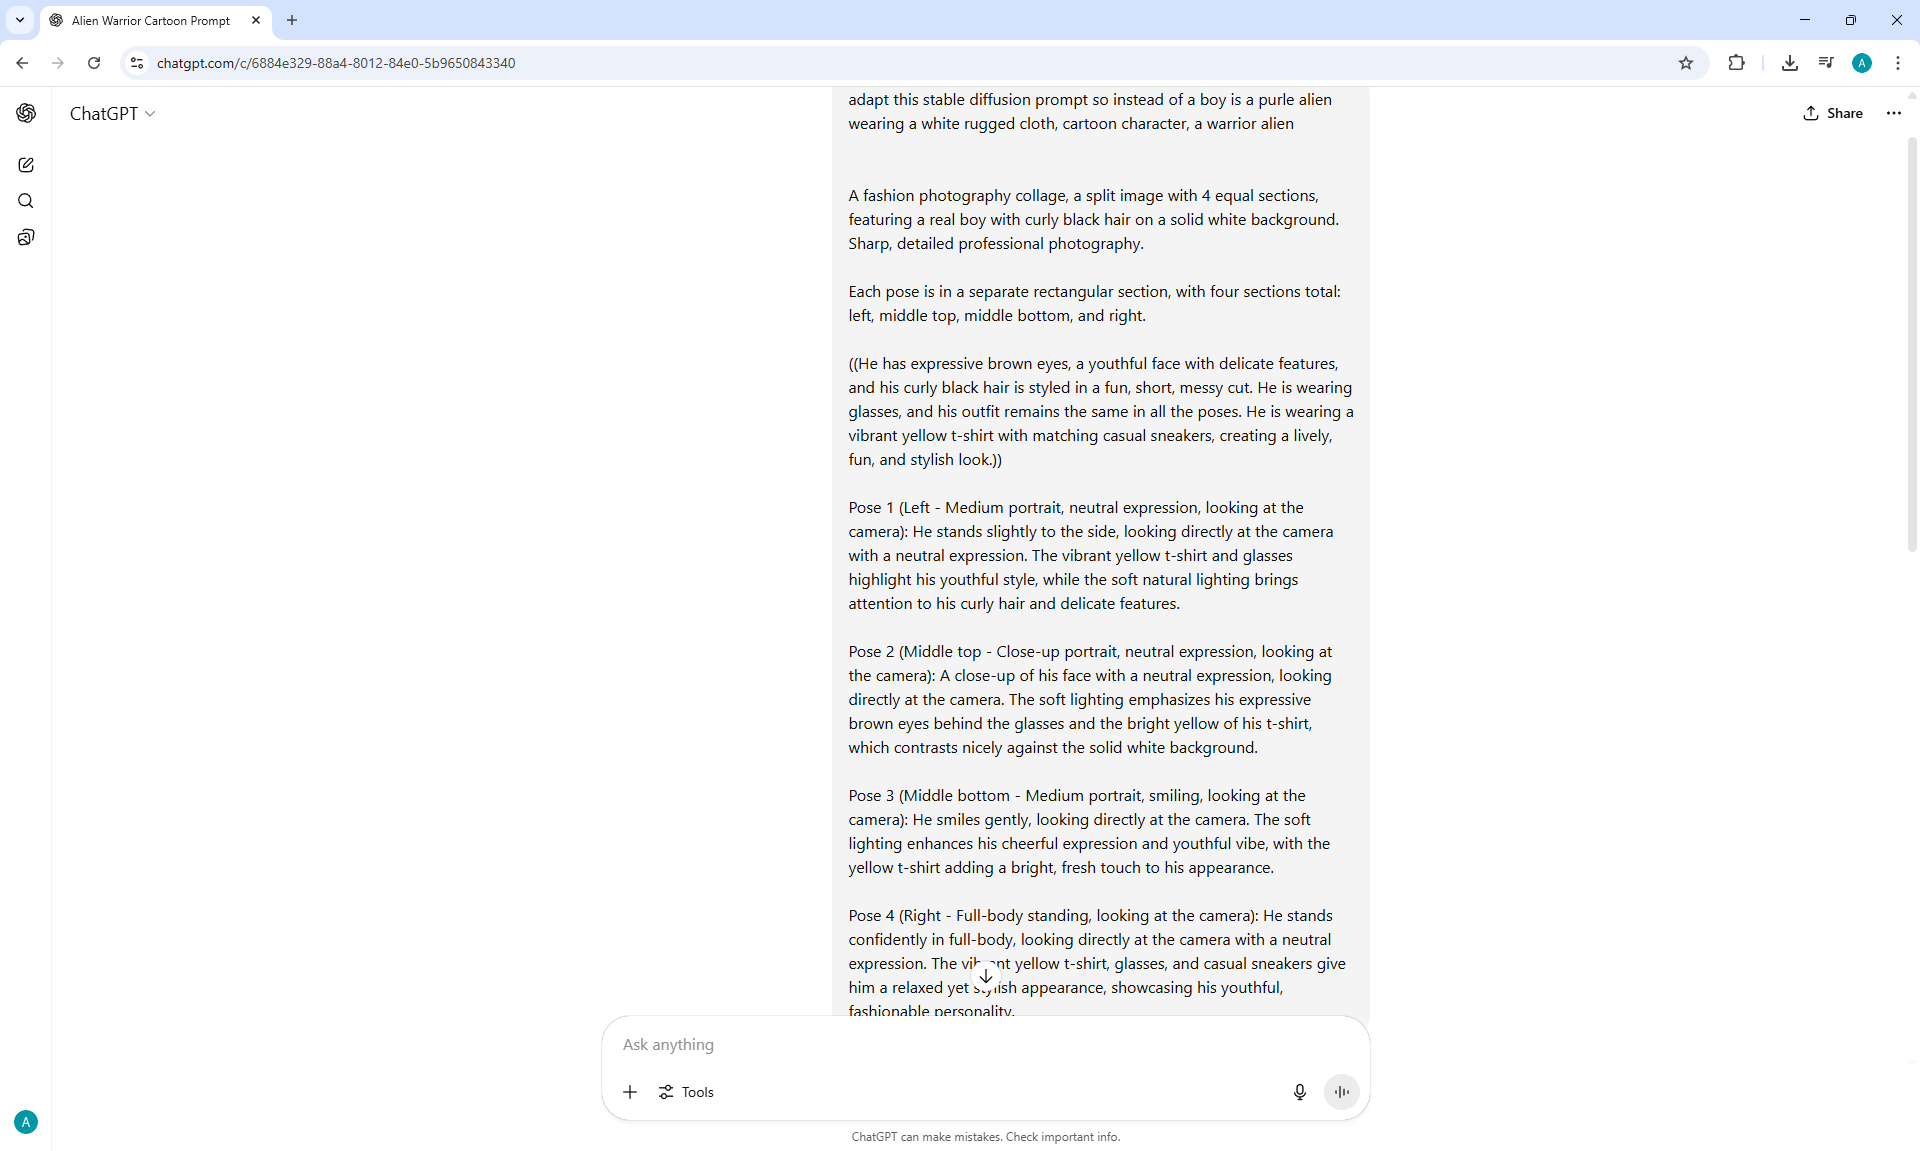 Alien Warrior Cartoon Prompt
chatgpt.com/c/6884e329-88a4-8012-84e0-5b9650843340
A
ChatGPT
Share
adapt this stable diffusion prompt so instead of a boy is a purle alien
wearing a white rugged cloth, cartoon character, a warrior alien
A fashion photography collage, a split image with 4 equal sections,
featuring a real boy with curly black hair on a solid white background.
Sharp, detailed professional photography.
Each pose is in a separate rectangular section, with four sections total:
left, middle top, middle bottom, and right.
((He has expressive brown eyes, a youthful face with delicate features,
and his curly black hair is styled in a fun, short, messy cut. He is wearing
glasses, and his outfit remains the same in all the poses. He is wearing a
vibrant yellow t-shirt with matching casual sneakers, creating a lively,
fun, and stylish look.))
Pose 1 (Left - Medium portrait, neutral expression, looking at the
camera): He stands slightly to the side, looking directly at the camera
with a neutral expression. The vibrant yellow t-shirt and glasses
highlight his youthful style, while the soft natural lighting brings
attention to his curly hair and delicate features.
Pose 2 (Middle top - Close-up portrait, neutral expression, looking at
the camera): A close-up of his face with a neutral expression, looking
directly at the camera. The soft lighting emphasizes his expressive
brown eyes behind the glasses and the bright yellow of his t-shirt,
which contrasts nicely against the solid white background.
Pose 3 (Middle bottom - Medium portrait, smiling, looking at the
camera): He smiles gently, looking directly at the camera. The soft
lighting enhances his cheerful expression and youthful vibe, with the
yellow t-shirt adding a bright, fresh touch to his appearance.
Pose 4 (Right - Full-body standing, looking at the camera): He stands
confidently in full-body, looking directly at the camera with a neutral
expression. The vibrant yellow t-shirt, glasses, and casual sneakers give
him a relaxed yet stylish appearance, showcasing his youthful,
fashionable personality.
Ask anything
Tools
A
ChatGPT can make mistakes. Check important info.